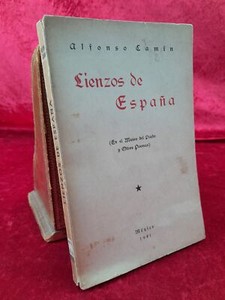 Alfonso Camín
Lienzos de
España
(En el Museo del Prado
y Otros Poemas)
México